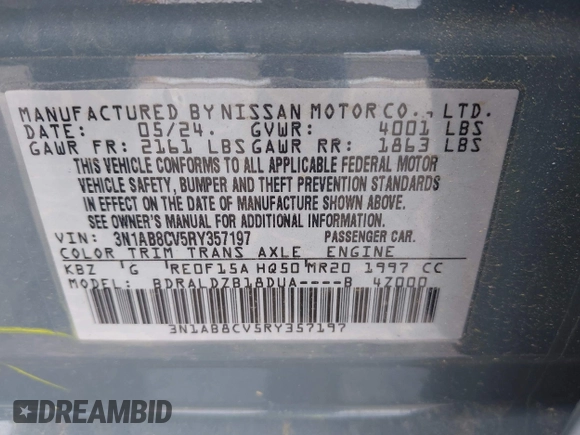 MANUFACTURED BY NISSAN MOTOR CO., LTD.
DATE: 05/24. GVWR: 4001 LBS
GAWR FR: 2161 LBS GAWR RR: 1863 LBS
THIS VEHICLE CONFORMS TO ALL APPLICABLE FEDERAL MOTOR
VEHICLE SAFETY, BUMPER AND THEFT PREVENTION STANDARDS
IN EFFECT ON THE DATE OF MANUFACTURE SHOWN ABOVE.
SEE OWNER'S MANUAL FOR ADDITIONAL INFORMATION.
VIN: 3N1AB8CV5RY357197 PASSENGER CAR.
COLOR TRIM TRANS AXLE ENGINE
KBZ G RE0F15A HQ50 MR20 1997 CC
MODEL: BDRALDZB18DUA----B 4Z000
3N1AB8CV5RY357197
DREAMBID